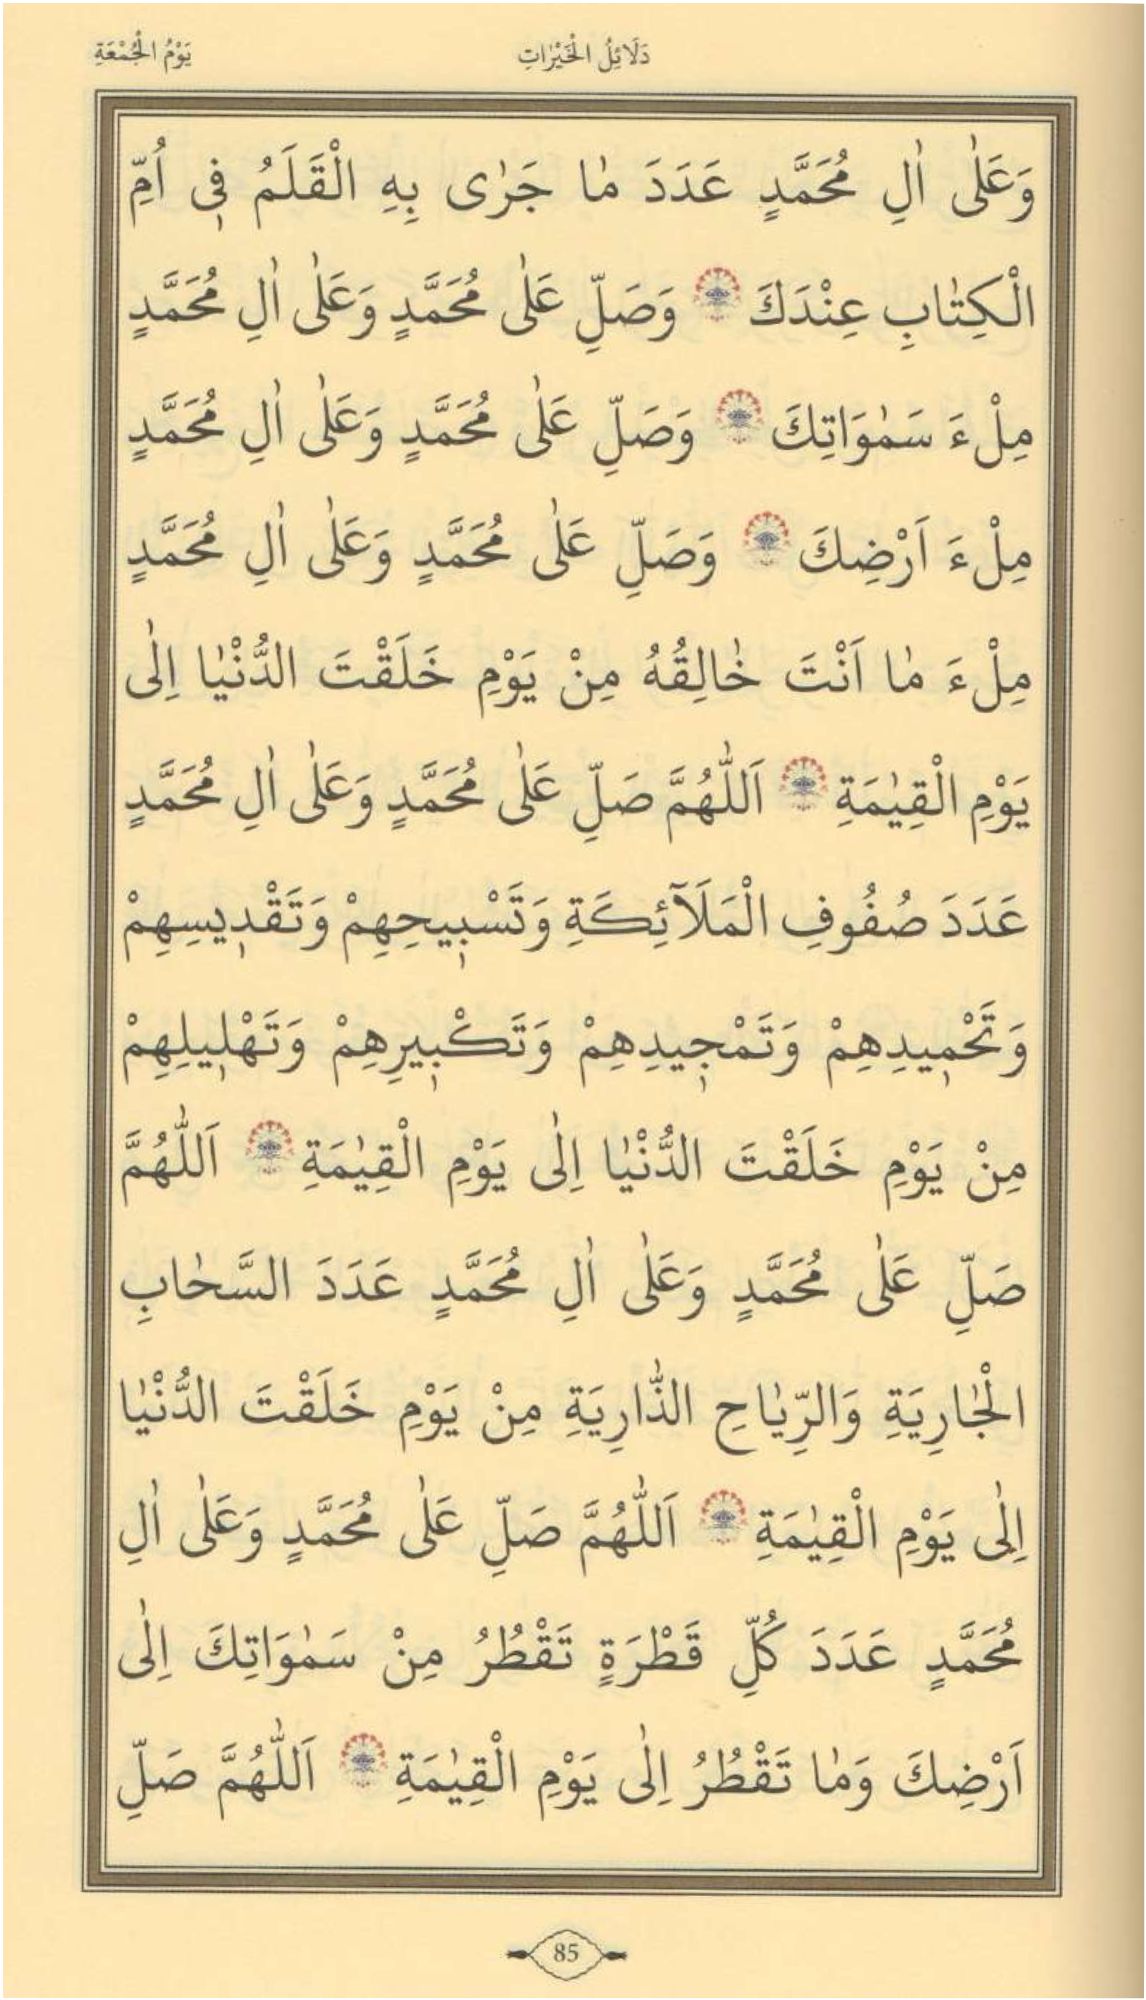 دَلَائِلُ الْخَيْرَاتِ
يَوْمُ الْجُمْعَةِ
وَعَلٰى اٰلِ مُحَمَّدٍ عَدَدَ مٰا جَرٰى بِهِ الْقَلَمُ فٖى اُمِّ
الْكِتٰابِ عِنْدَكَ ۞ وَصَلِّ عَلٰى مُحَمَّدٍ وَعَلٰى اٰلِ مُحَمَّدٍ
مِلْءَ سَمٰوَاتِكَ ۞ وَصَلِّ عَلٰى مُحَمَّدٍ وَعَلٰى اٰلِ مُحَمَّدٍ
مِلْءَ اَرْضِكَ ۞ وَصَلِّ عَلٰى مُحَمَّدٍ وَعَلٰى اٰلِ مُحَمَّدٍ
مِلْءَ مٰا اَنْتَ خٰالِقُهُ مِنْ يَوْمِ خَلَقْتَ الدُّنْيٰا اِلٰى
يَوْمِ الْقِيٰمَةِ ۞ اَللّٰهُمَّ صَلِّ عَلٰى مُحَمَّدٍ وَعَلٰى اٰلِ مُحَمَّدٍ
عَدَدَ صُفُوفِ الْمَلَآئِكَةِ وَتَسْبٖيحِهِمْ وَتَقْدٖيسِهِمْ
وَتَحْمٖيدِهِمْ وَتَمْجٖيدِهِمْ وَتَكْبٖيرِهِمْ وَتَهْلٖيلِهِمْ
مِنْ يَوْمِ خَلَقْتَ الدُّنْيٰا اِلٰى يَوْمِ الْقِيٰمَةِ ۞ اَللّٰهُمَّ
صَلِّ عَلٰى مُحَمَّدٍ وَعَلٰى اٰلِ مُحَمَّدٍ عَدَدَ السَّحٰابِ
الْجٰارِيَةِ وَالرِّيٰاحِ الذّٰارِيَةِ مِنْ يَوْمِ خَلَقْتَ الدُّنْيٰا
اِلٰى يَوْمِ الْقِيٰمَةِ ۞ اَللّٰهُمَّ صَلِّ عَلٰى مُحَمَّدٍ وَعَلٰى اٰلِ
مُحَمَّدٍ عَدَدَ كُلِّ قَطْرَةٍ تَقْطُرُ مِنْ سَمٰوَاتِكَ اِلٰى
اَرْضِكَ وَمٰا تَقْطُرُ اِلٰى يَوْمِ الْقِيٰمَةِ ۞ اَللّٰهُمَّ صَلِّ
85